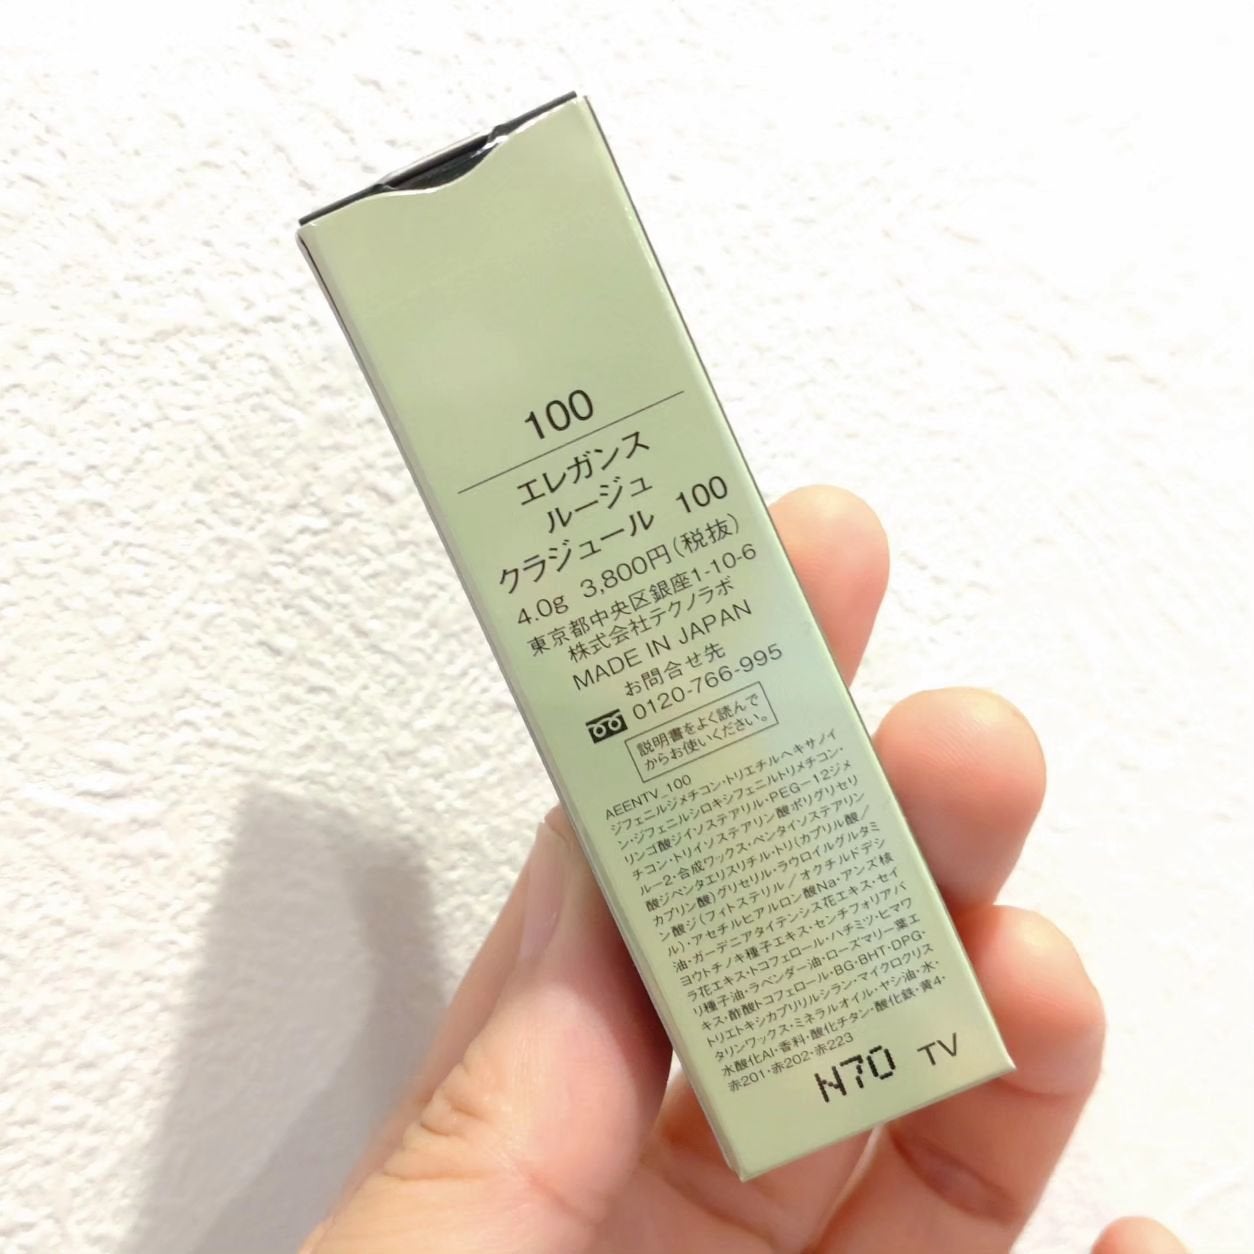 100
エレガンス
ルージュ
クラジュール 100
4.0g 3,800円(税抜)
東京都中央区銀座1-10-6
株式会社テクノラボ
MADE IN JAPAN
お問合せ先
0120-766-995
説明書をよく読んで
からお使いください。
AEENTV_100
ジフェニルジメチコン・トリエチルヘキサノイ
ン・ジフェニルシロキシフェニルトリメチコン・
リンゴ酸ジイソステアリル・PEG-12ジメ
チコン・トリイソステアリン酸ポリグリセリ
ル-2・合成ワックス・ペンタイソステアリン
酸ジペンタエリスリチル・トリ(カプリル酸/
カプリン酸)グリセリル・ラウロイルグルタミ
ン酸ジ(フィトステリル/オクチルドデシ
ル)・アセチルヒアルロン酸Na・アンズ核
油・ガーデニアタイテンシス花エキス・セイ
ヨウトチノキ種子エキス・センチフォリアバ
ラ花エキス・トコフェロール・ハチミツ・ヒマワ
リ種子油・ラベンダー油・ローズマリー葉エ
キス・酢酸トコフェロール・BG・BHT・DPG・
トリエトキシカプリリルシラン・マイクロクリス
タリンワックス・ミネラルオイル・ヤシ油・水・
水酸化Al・香料・酸化チタン・酸化鉄・黄4・
赤201・赤202・赤223
N70 TV